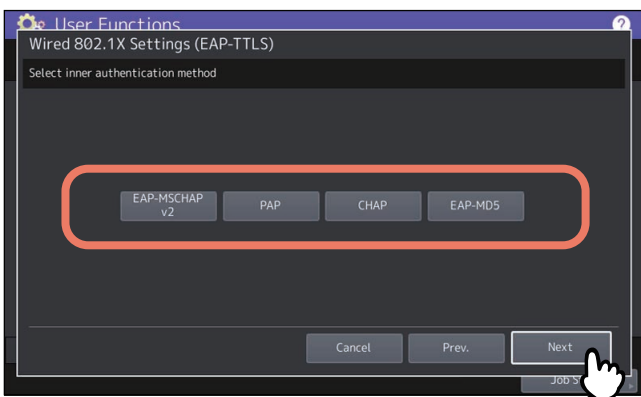 User Functions
?
Wired 802.1X Settings (EAP-TTLS)
Select inner authentication method
EAP-MSCHAP
v2
PAP
CHAP
EAP-MD5
Cancel
Prev.
Next
Job S